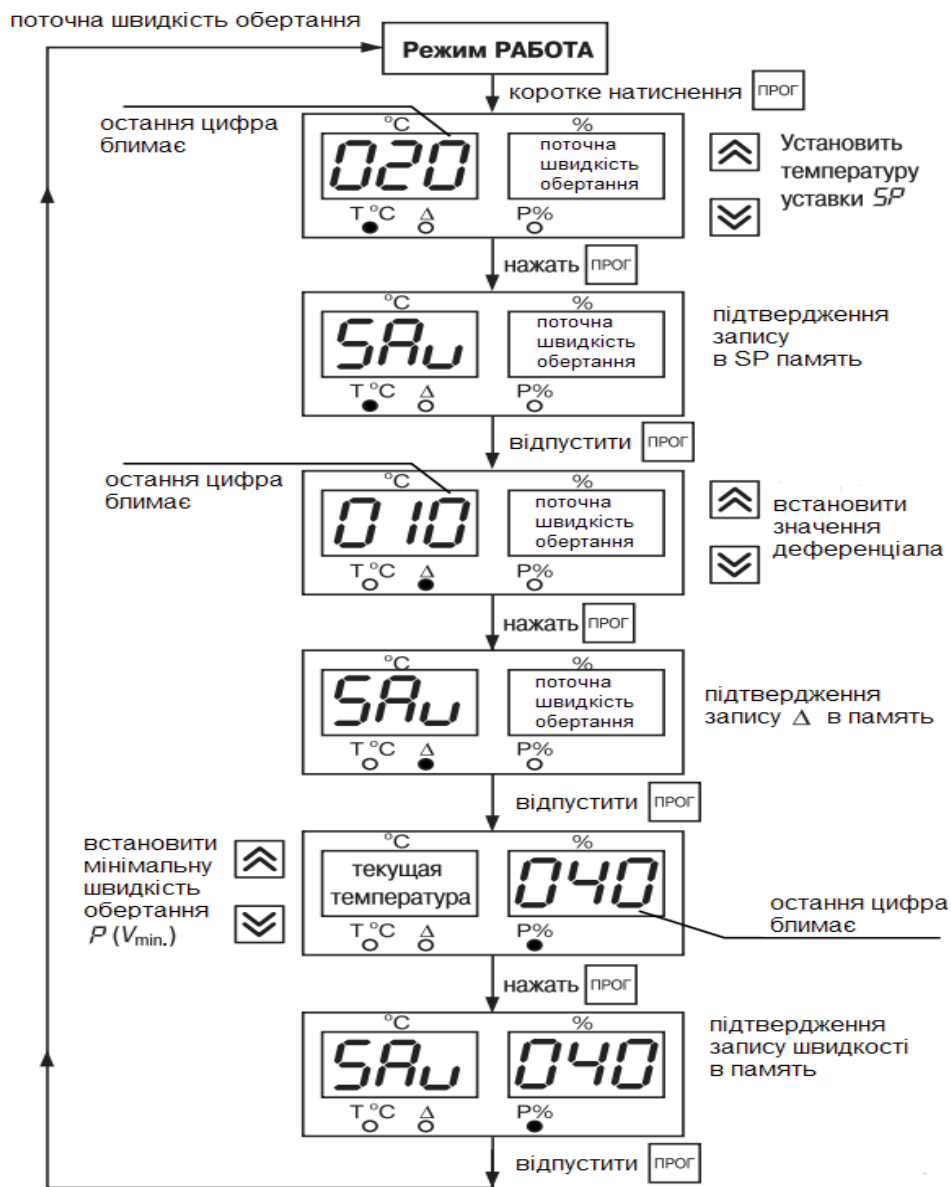 поточна швидкість обертання
Режим РАБОТА
коротке натиснення ПРОГ
остання цифра
блимає
°C %
020
поточна
швидкість
обертання
T °C Δ P%
Установить
температуру
уставки SP
нажать ПРОГ
°C %
SAu
поточна
швидкість
обертання
T °C Δ P%
підтвердження
запису
в SP память
відпустити ПРОГ
остання цифра
блимає
°C %
010
поточна
швидкість
обертання
T °C Δ P%
встановити
значення
деференціала
нажать ПРОГ
°C %
SAu
поточна
швидкість
обертання
T °C Δ P%
підтвердження
запису Δ в память
відпустити ПРОГ
встановити
мінімальну
швидкість
обертання
P (Vmin.)
°C %
текущая
температура
040
T °C Δ P%
остання цифра
блимає
нажать ПРОГ
°C %
SAu 040
T °C Δ P%
підтвердження
запису швидкості
в память
відпустити ПРОГ